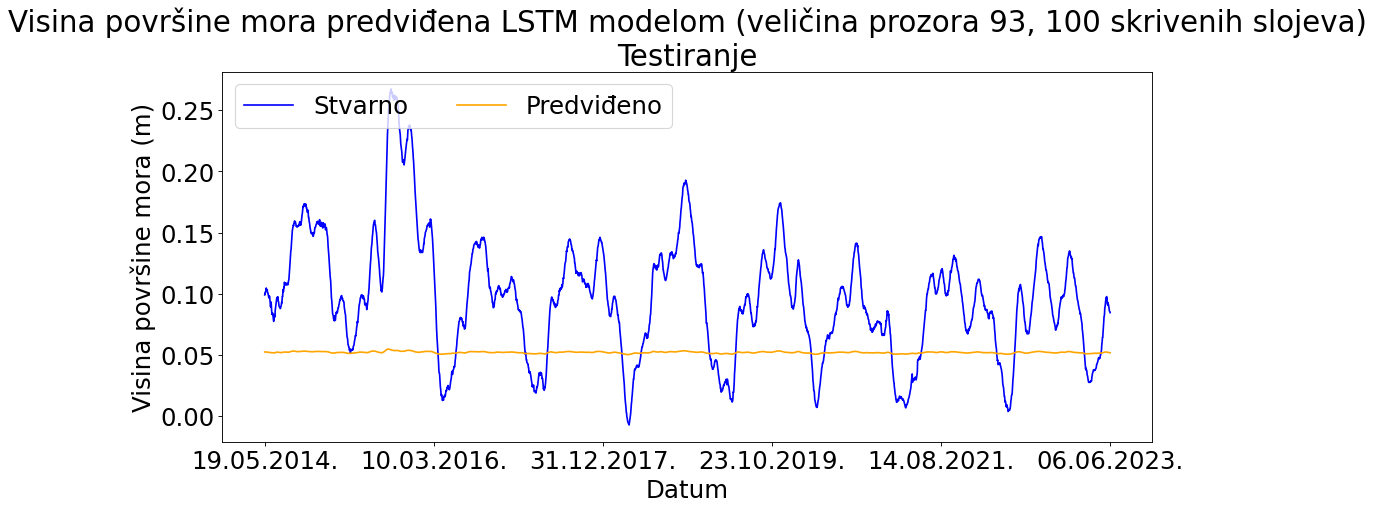 Visina površine mora predviđena LSTM modelom (veličina prozora 93, 100 skrivenih slojeva)
Testiranje
Stvarno
Predviđeno
Visina površine mora (m)
0.25
0.20
0.15
0.10
0.05
0.00
19.05.2014.
10.03.2016.
31.12.2017.
23.10.2019.
14.08.2021.
06.06.2023.
Datum